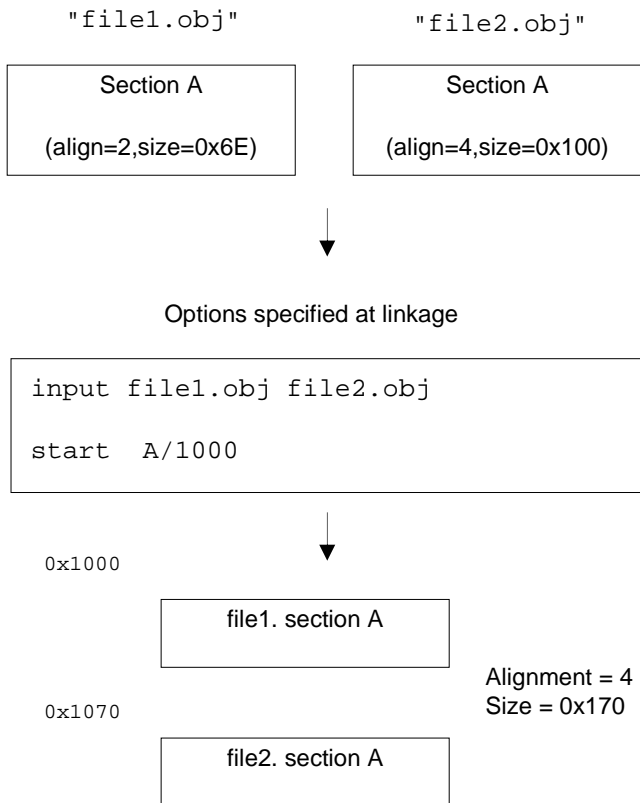 "file1.obj"
"file2.obj"
Section A
(align=2,size=0x6E)
Section A
(align=4,size=0x100)
Options specified at linkage
input file1.obj file2.obj
start A/1000
0x1000
file1. section A
Alignment = 4
Size = 0x170
0x1070
file2. section A